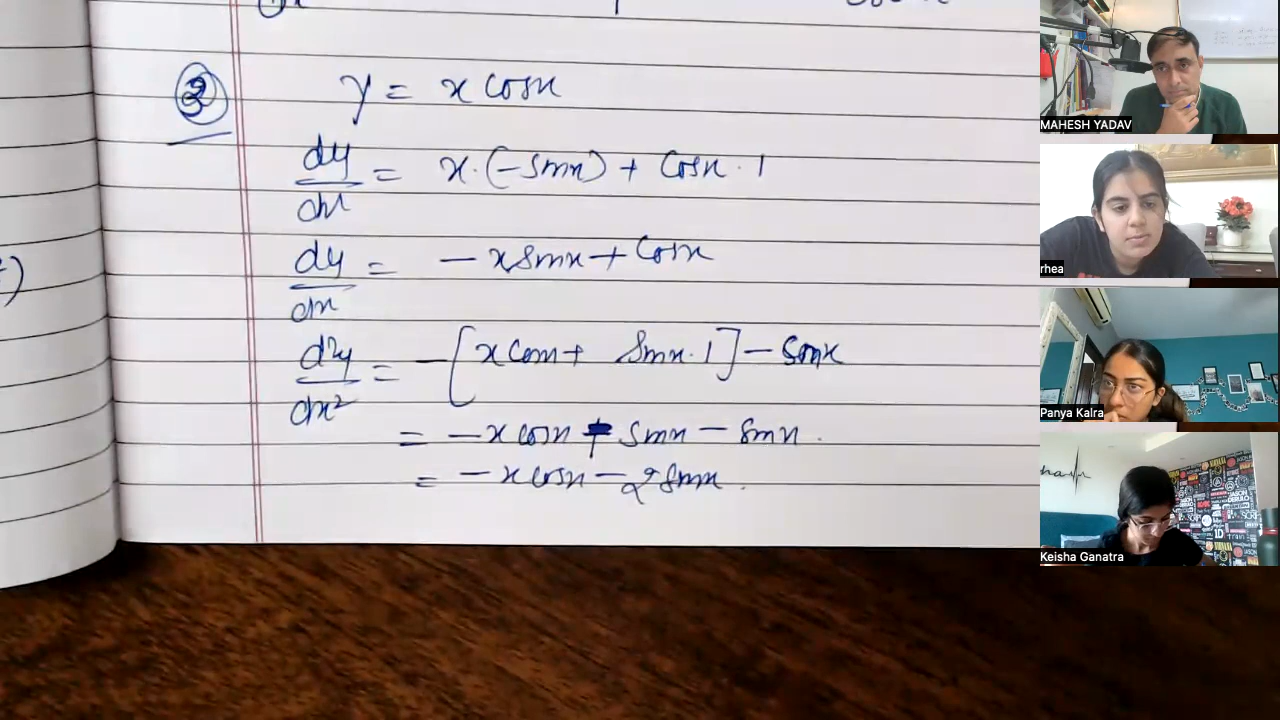 ③ y = x cosx
dy/dx = x·(−sinx) + cosx · 1
dy/dx = − x sinx + cosx
d²y/dx² = −[x cosx + sinx · 1] − sinx
= − x cosx − sinx − sinx .
= − x cosx − 2 sinx .
MAHESH YADAV
rhea
Panya Kalra
Keisha Ganatra